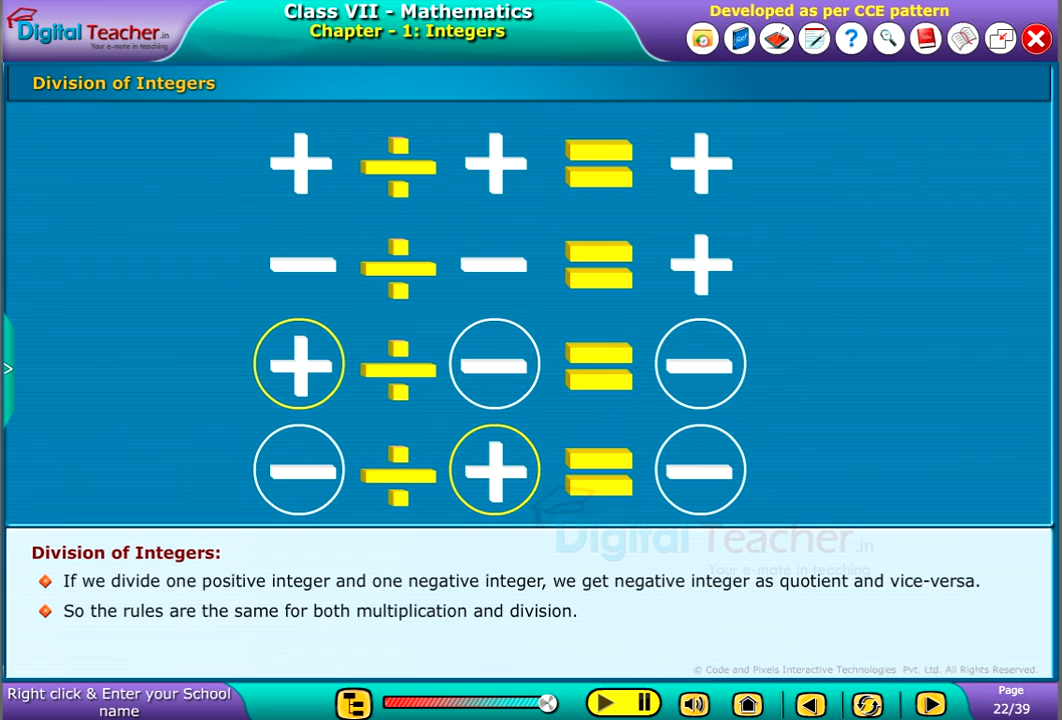 Digital Teacher.in
Your e-mate in teaching
Class VII - Mathematics
Chapter - 1: Integers
Developed as per CCE pattern
Division of Integers
+ ÷ + = +
− ÷ − = +
+ ÷ − = −
− ÷ + = −
Digital Teacher.in
Your e-mate in teaching
Division of Integers:
If we divide one positive integer and one negative integer, we get negative integer as quotient and vice-versa.
So the rules are the same for both multiplication and division.
© Code and Pixels Interactive Technologies Pvt. Ltd. All Rights Reserved.
Right click & Enter your School
name
Page
22/39